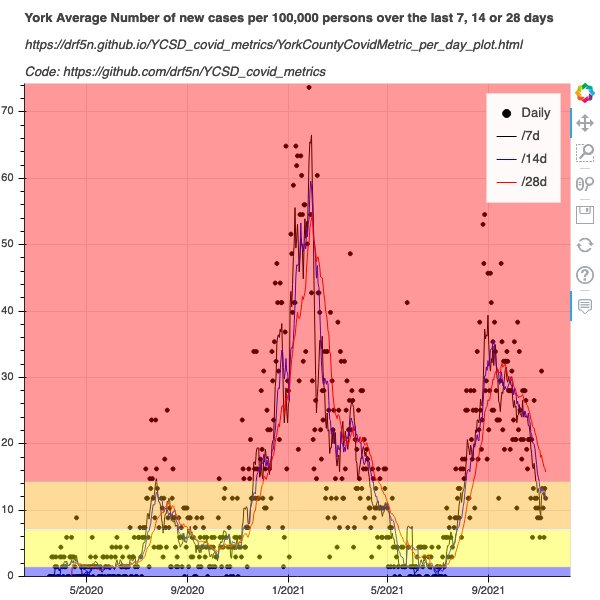 York Average Number of new cases per 100,000 persons over the last 7, 14 or 28 days
https://drf5n.github.io/YCSD_covid_metrics/YorkCountyCovidMetric_per_day_plot.html
Code: https://github.com/drf5n/YCSD_covid_metrics
Daily
/7d
/14d
/28d
70
60
50
40
30
20
10
0
5/2020 9/2020 1/2021 5/2021 9/2021